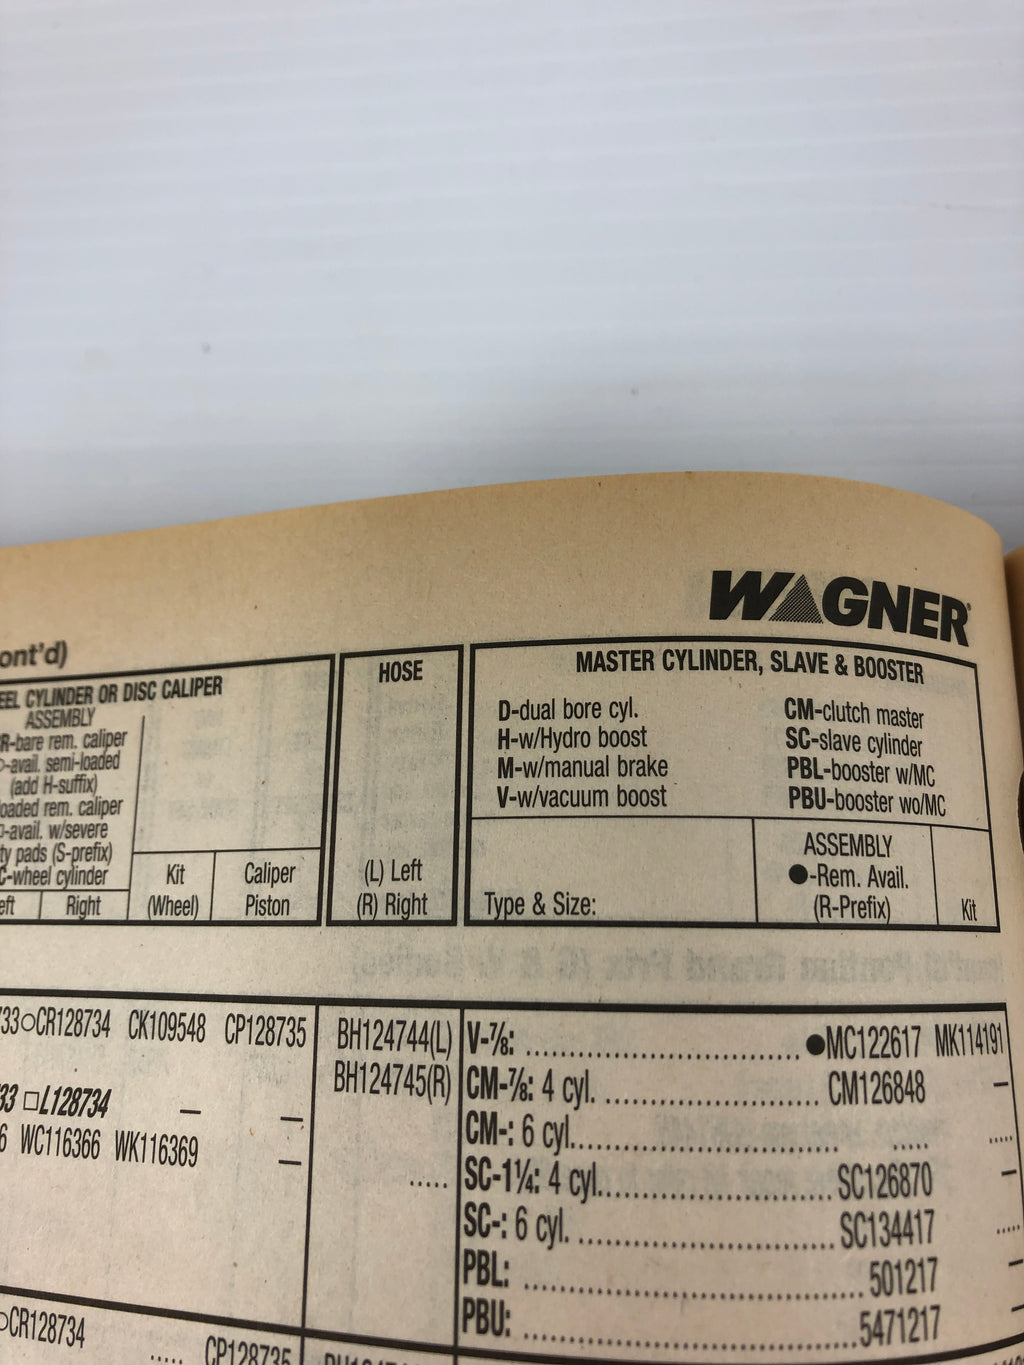 WAGNER
ont'd)
EEL CYLINDER OR DISC CALIPER
ASSEMBLY
R-bare rem. caliper
-avail. semi-loaded
(add H-suffix)
oaded rem. caliper
-avail. w/severe
ty pads (S-prefix)
C-wheel cylinder
eft Right
Kit
(Wheel)
Caliper
Piston
HOSE
(L) Left
(R) Right
MASTER CYLINDER, SLAVE & BOOSTER
D-dual bore cyl.
H-w/Hydro boost
M-w/manual brake
V-w/vacuum boost
CM-clutch master
SC-slave cylinder
PBL-booster w/MC
PBU-booster wo/MC
Type & Size:
ASSEMBLY
●-Rem. Avail.
(R-Prefix)
Kit
733○CR128734 CK109548 CP128735
33 □L128734 — —
6 WC116366 WK116369 —
BH124744(L)
BH124745(R)
.....
V-⅞: ..............................●MC122617 MK114191
CM-⅞: 4 cyl. ........................ CM126848 —
CM-: 6 cyl.............................. ..... .....
SC-1¼: 4 cyl..........................SC126870 —
SC-: 6 cyl. ............................SC134417 .....
PBL: .....................................501217 —
PBU: .....................................5471217 —
○CR128734
..... CP128735